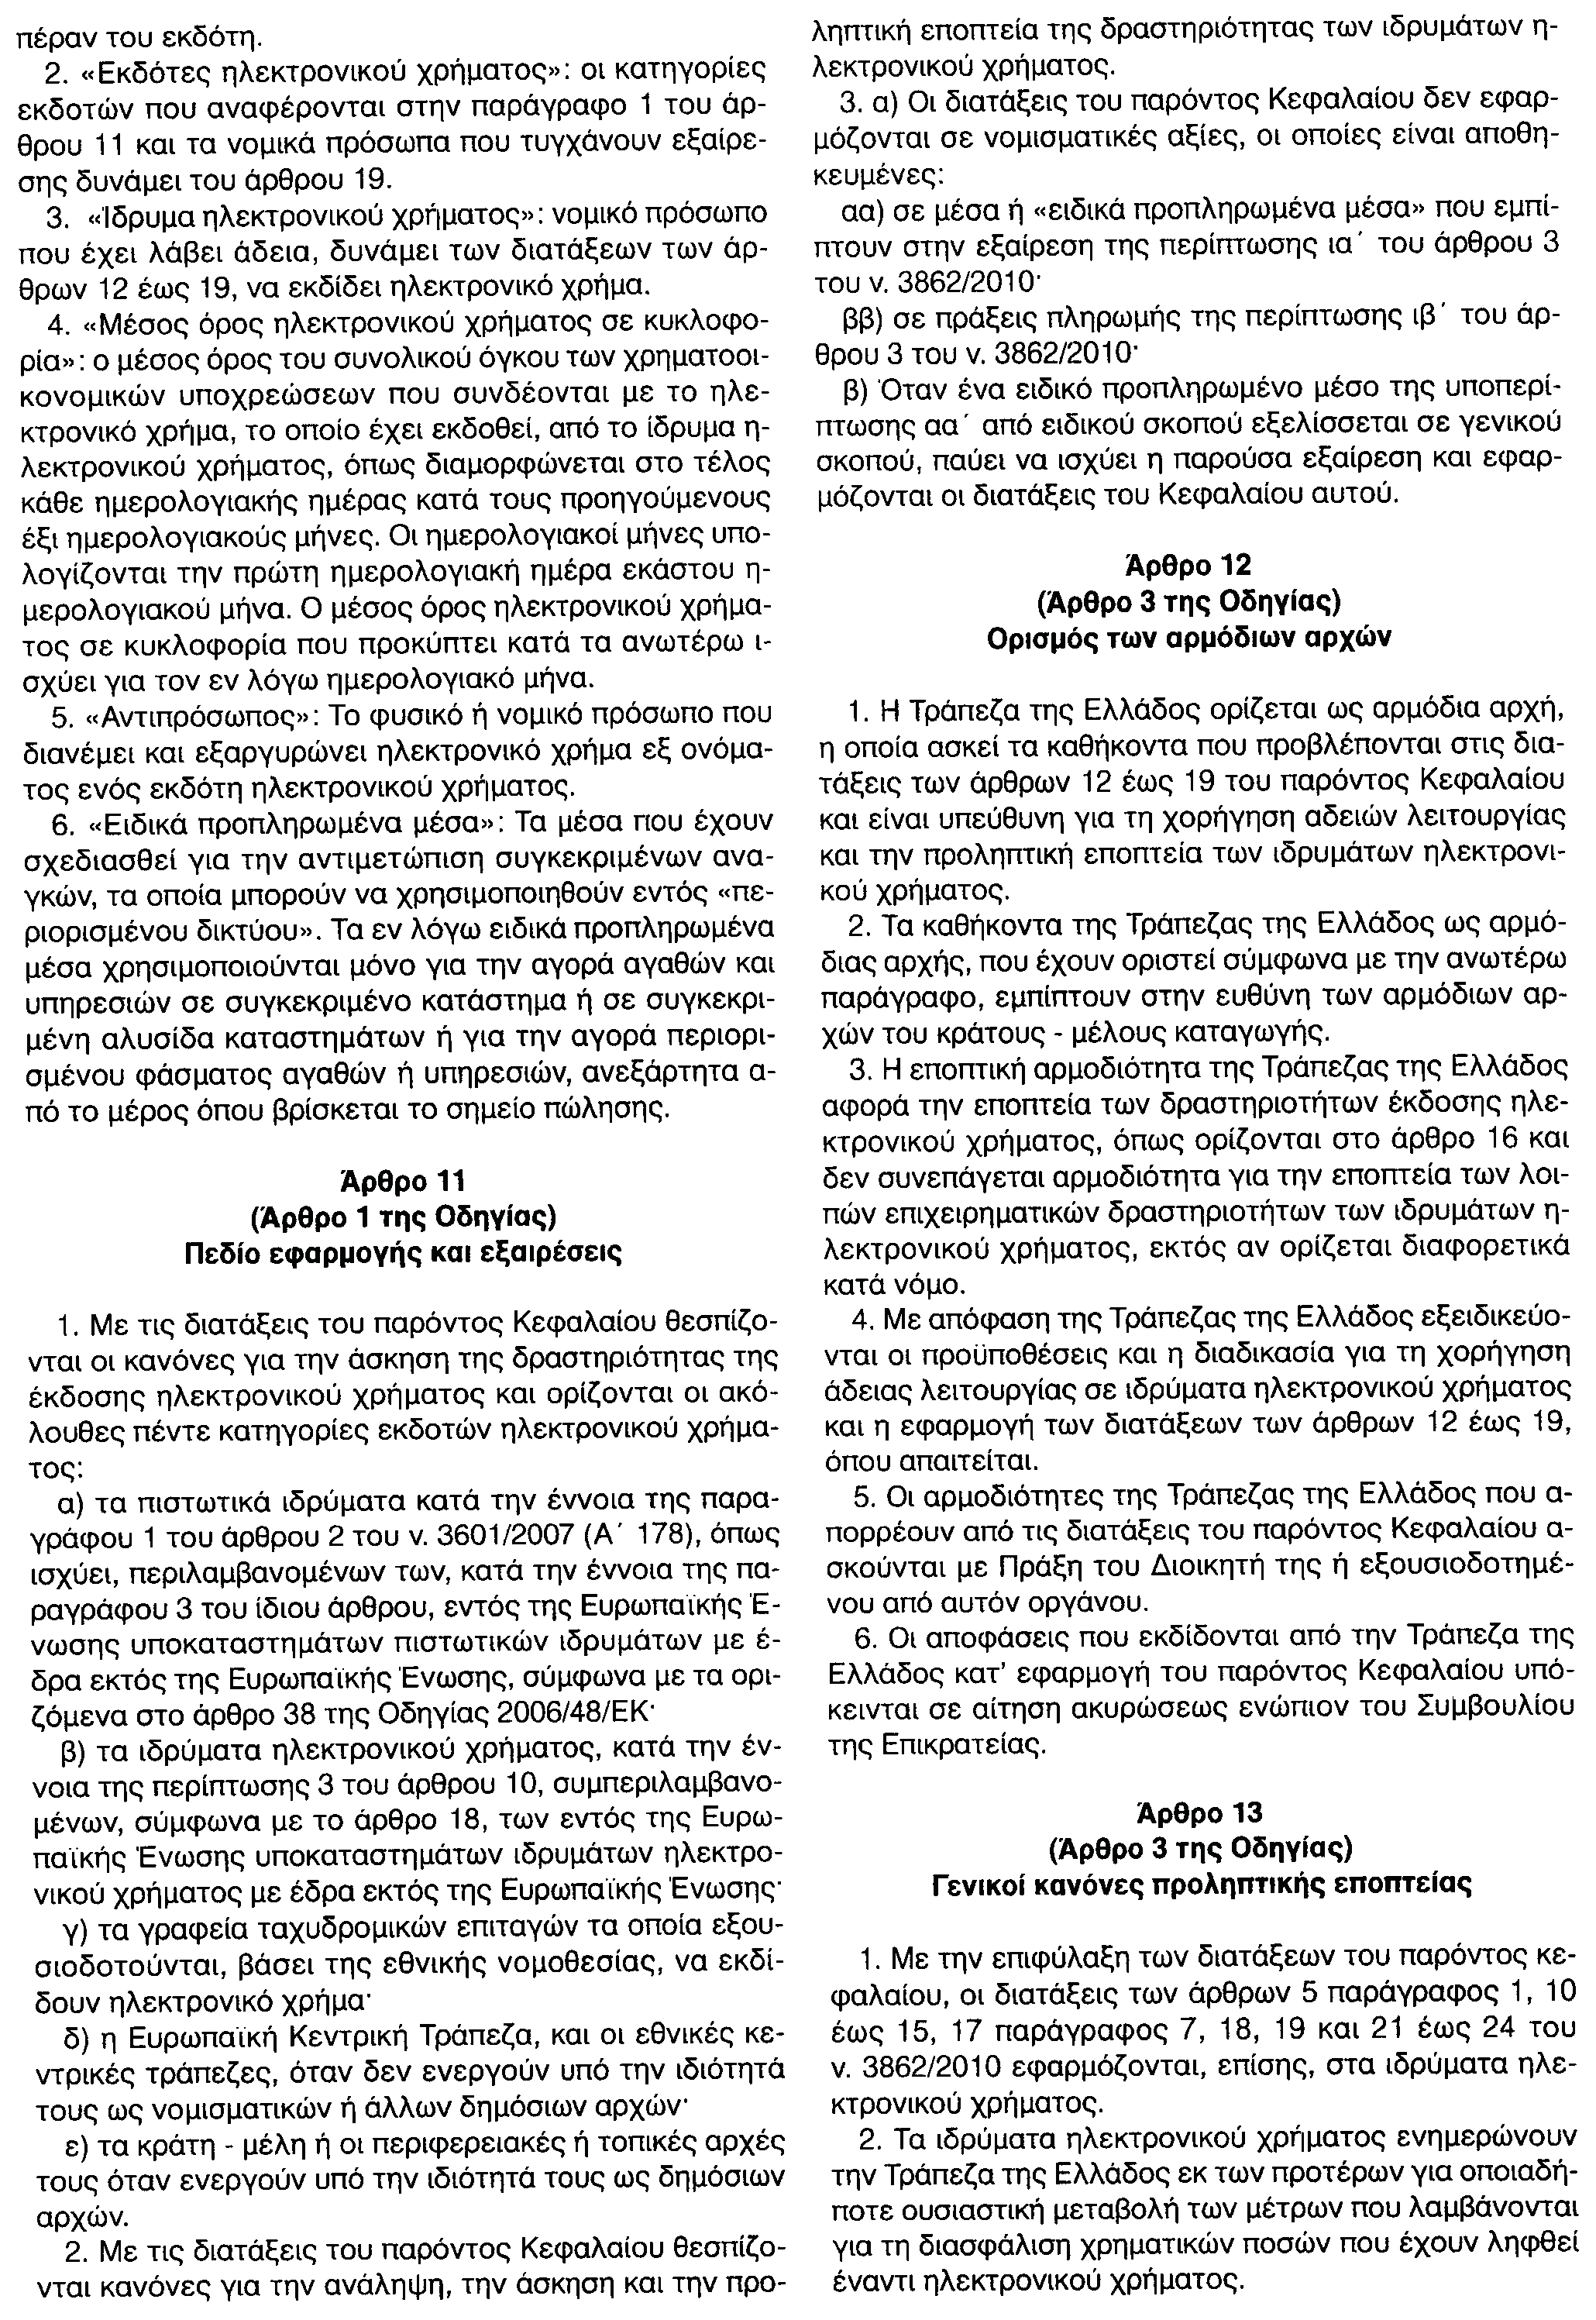 πέραν του εκδότη.
2. «Εκδότες ηλεκτρονικού χρήματος»: οι κατηγορίες
εκδοτών που αναφέρονται στην παράγραφο 1 του άρ-
θρου 11 και τα νομικά πρόσωπα που τυγχάνουν εξαίρε-
σης δυνάμει του άρθρου 19.
3. «Ίδρυμα ηλεκτρονικού χρήματος»: νομικό πρόσωπο
που έχει λάβει άδεια, δυνάμει των διατάξεων των άρ-
θρων 12 έως 19, να εκδίδει ηλεκτρονικό χρήμα.
4. «Μέσος όρος ηλεκτρονικού χρήματος σε κυκλοφο-
ρία»: ο μέσος όρος του συνολικού όγκου των χρηματοοι-
κονομικών υποχρεώσεων που συνδέονται με το ηλε-
κτρονικό χρήμα, το οποίο έχει εκδοθεί, από το ίδρυμα η-
λεκτρονικού χρήματος, όπως διαμορφώνεται στο τέλος
κάθε ημερολογιακής ημέρας κατά τους προηγούμενους
έξι ημερολογιακούς μήνες. Οι ημερολογιακοί μήνες υπο-
λογίζονται την πρώτη ημερολογιακή ημέρα εκάστου η-
μερολογιακού μήνα. Ο μέσος όρος ηλεκτρονικού χρήμα-
τος σε κυκλοφορία που προκύπτει κατά τα ανωτέρω ι-
σχύει για τον εν λόγω ημερολογιακό μήνα.
5. «Αντιπρόσωπος»: Το φυσικό ή νομικό πρόσωπο που
διανέμει και εξαργυρώνει ηλεκτρονικό χρήμα εξ ονόμα-
τος ενός εκδότη ηλεκτρονικού χρήματος.
6. «Ειδικά προπληρωμένα μέσα»: Τα μέσα που έχουν
σχεδιασθεί για την αντιμετώπιση συγκεκριμένων ανα-
γκών, τα οποία μπορούν να χρησιμοποιηθούν εντός «πε-
ριορισμένου δικτύου». Τα εν λόγω ειδικά προπληρωμένα
μέσα χρησιμοποιούνται μόνο για την αγορά αγαθών και
υπηρεσιών σε συγκεκριμένο κατάστημα ή σε συγκεκρι-
μένη αλυσίδα καταστημάτων ή για την αγορά περιορι-
σμένου φάσματος αγαθών ή υπηρεσιών, ανεξάρτητα α-
πό το μέρος όπου βρίσκεται το σημείο πώλησης.
Άρθρο 11
(Άρθρο 1 της Οδηγίας)
Πεδίο εφαρμογής και εξαιρέσεις
1. Με τις διατάξεις του παρόντος Κεφαλαίου θεσπίζο-
νται οι κανόνες για την άσκηση της δραστηριότητας της
έκδοσης ηλεκτρονικού χρήματος και ορίζονται οι ακό-
λουθες πέντε κατηγορίες εκδοτών ηλεκτρονικού χρήμα-
τος:
α) τα πιστωτικά ιδρύματα κατά την έννοια της παρα-
γράφου 1 του άρθρου 2 του ν. 3601/2007 (Α΄ 178), όπως
ισχύει, περιλαμβανομένων των, κατά την έννοια της πα-
ραγράφου 3 του ίδιου άρθρου, εντός της Ευρωπαϊκής Έ-
νωσης υποκαταστημάτων πιστωτικών ιδρυμάτων με έ-
δρα εκτός της Ευρωπαϊκής Ένωσης, σύμφωνα με τα ορι-
ζόμενα στο άρθρο 38 της Οδηγίας 2006/48/ΕΚ·
β) τα ιδρύματα ηλεκτρονικού χρήματος, κατά την έν-
νοια της περίπτωσης 3 του άρθρου 10, συμπεριλαμβανο-
μένων, σύμφωνα με το άρθρο 18, των εντός της Ευρω-
παϊκής Ένωσης υποκαταστημάτων ιδρυμάτων ηλεκτρο-
νικού χρήματος με έδρα εκτός της Ευρωπαϊκής Ένωσης·
γ) τα γραφεία ταχυδρομικών επιταγών τα οποία εξου-
σιοδοτούνται, βάσει της εθνικής νομοθεσίας, να εκδί-
δουν ηλεκτρονικό χρήμα·
δ) η Ευρωπαϊκή Κεντρική Τράπεζα, και οι εθνικές κε-
ντρικές τράπεζες, όταν δεν ενεργούν υπό την ιδιότητά
τους ως νομισματικών ή άλλων δημόσιων αρχών·
ε) τα κράτη - μέλη ή οι περιφερειακές ή τοπικές αρχές
τους όταν ενεργούν υπό την ιδιότητά τους ως δημόσιων
αρχών.
2. Με τις διατάξεις του παρόντος Κεφαλαίου θεσπίζο-
νται κανόνες για την ανάληψη, την άσκηση και την προ-
ληπτική εποπτεία της δραστηριότητας των ιδρυμάτων η-
λεκτρονικού χρήματος.
3. α) Οι διατάξεις του παρόντος Κεφαλαίου δεν εφαρ-
μόζονται σε νομισματικές αξίες, οι οποίες είναι αποθη-
κευμένες:
αα) σε μέσα ή «ειδικά προπληρωμένα μέσα» που εμπί-
πτουν στην εξαίρεση της περίπτωσης ια΄ του άρθρου 3
του ν. 3862/2010·
ββ) σε πράξεις πληρωμής της περίπτωσης ιβ΄ του άρ-
θρου 3 του ν. 3862/2010·
β) Όταν ένα ειδικό προπληρωμένο μέσο της υποπερί-
πτωσης αα΄ από ειδικού σκοπού εξελίσσεται σε γενικού
σκοπού, παύει να ισχύει η παρούσα εξαίρεση και εφαρ-
μόζονται οι διατάξεις του Κεφαλαίου αυτού.
Άρθρο 12
(Άρθρο 3 της Οδηγίας)
Ορισμός των αρμόδιων αρχών
1. Η Τράπεζα της Ελλάδος ορίζεται ως αρμόδια αρχή,
η οποία ασκεί τα καθήκοντα που προβλέπονται στις δια-
τάξεις των άρθρων 12 έως 19 του παρόντος Κεφαλαίου
και είναι υπεύθυνη για τη χορήγηση αδειών λειτουργίας
και την προληπτική εποπτεία των ιδρυμάτων ηλεκτρονι-
κού χρήματος.
2. Τα καθήκοντα της Τράπεζας της Ελλάδος ως αρμό-
διας αρχής, που έχουν οριστεί σύμφωνα με την ανωτέρω
παράγραφο, εμπίπτουν στην ευθύνη των αρμόδιων αρ-
χών του κράτους - μέλους καταγωγής.
3. Η εποπτική αρμοδιότητα της Τράπεζας της Ελλάδος
αφορά την εποπτεία των δραστηριοτήτων έκδοσης ηλε-
κτρονικού χρήματος, όπως ορίζονται στο άρθρο 16 και
δεν συνεπάγεται αρμοδιότητα για την εποπτεία των λοι-
πών επιχειρηματικών δραστηριοτήτων των ιδρυμάτων η-
λεκτρονικού χρήματος, εκτός αν ορίζεται διαφορετικά
κατά νόμο.
4. Με απόφαση της Τράπεζας της Ελλάδος εξειδικεύο-
νται οι προϋποθέσεις και η διαδικασία για τη χορήγηση
άδειας λειτουργίας σε ιδρύματα ηλεκτρονικού χρήματος
και η εφαρμογή των διατάξεων των άρθρων 12 έως 19,
όπου απαιτείται.
5. Οι αρμοδιότητες της Τράπεζας της Ελλάδος που α-
πορρέουν από τις διατάξεις του παρόντος Κεφαλαίου α-
σκούνται με Πράξη του Διοικητή της ή εξουσιοδοτημέ-
νου από αυτόν οργάνου.
6. Οι αποφάσεις που εκδίδονται από την Τράπεζα της
Ελλάδος κατ’ εφαρμογή του παρόντος Κεφαλαίου υπό-
κεινται σε αίτηση ακυρώσεως ενώπιον του Συμβουλίου
της Επικρατείας.
Άρθρο 13
(Άρθρο 3 της Οδηγίας)
Γενικοί κανόνες προληπτικής εποπτείας
1. Με την επιφύλαξη των διατάξεων του παρόντος κε-
φαλαίου, οι διατάξεις των άρθρων 5 παράγραφος 1, 10
έως 15, 17 παράγραφος 7, 18, 19 και 21 έως 24 του
ν. 3862/2010 εφαρμόζονται, επίσης, στα ιδρύματα ηλε-
κτρονικού χρήματος.
2. Τα ιδρύματα ηλεκτρονικού χρήματος ενημερώνουν
την Τράπεζα της Ελλάδος εκ των προτέρων για οποιαδή-
ποτε ουσιαστική μεταβολή των μέτρων που λαμβάνονται
για τη διασφάλιση χρηματικών ποσών που έχουν ληφθεί
έναντι ηλεκτρονικού χρήματος.